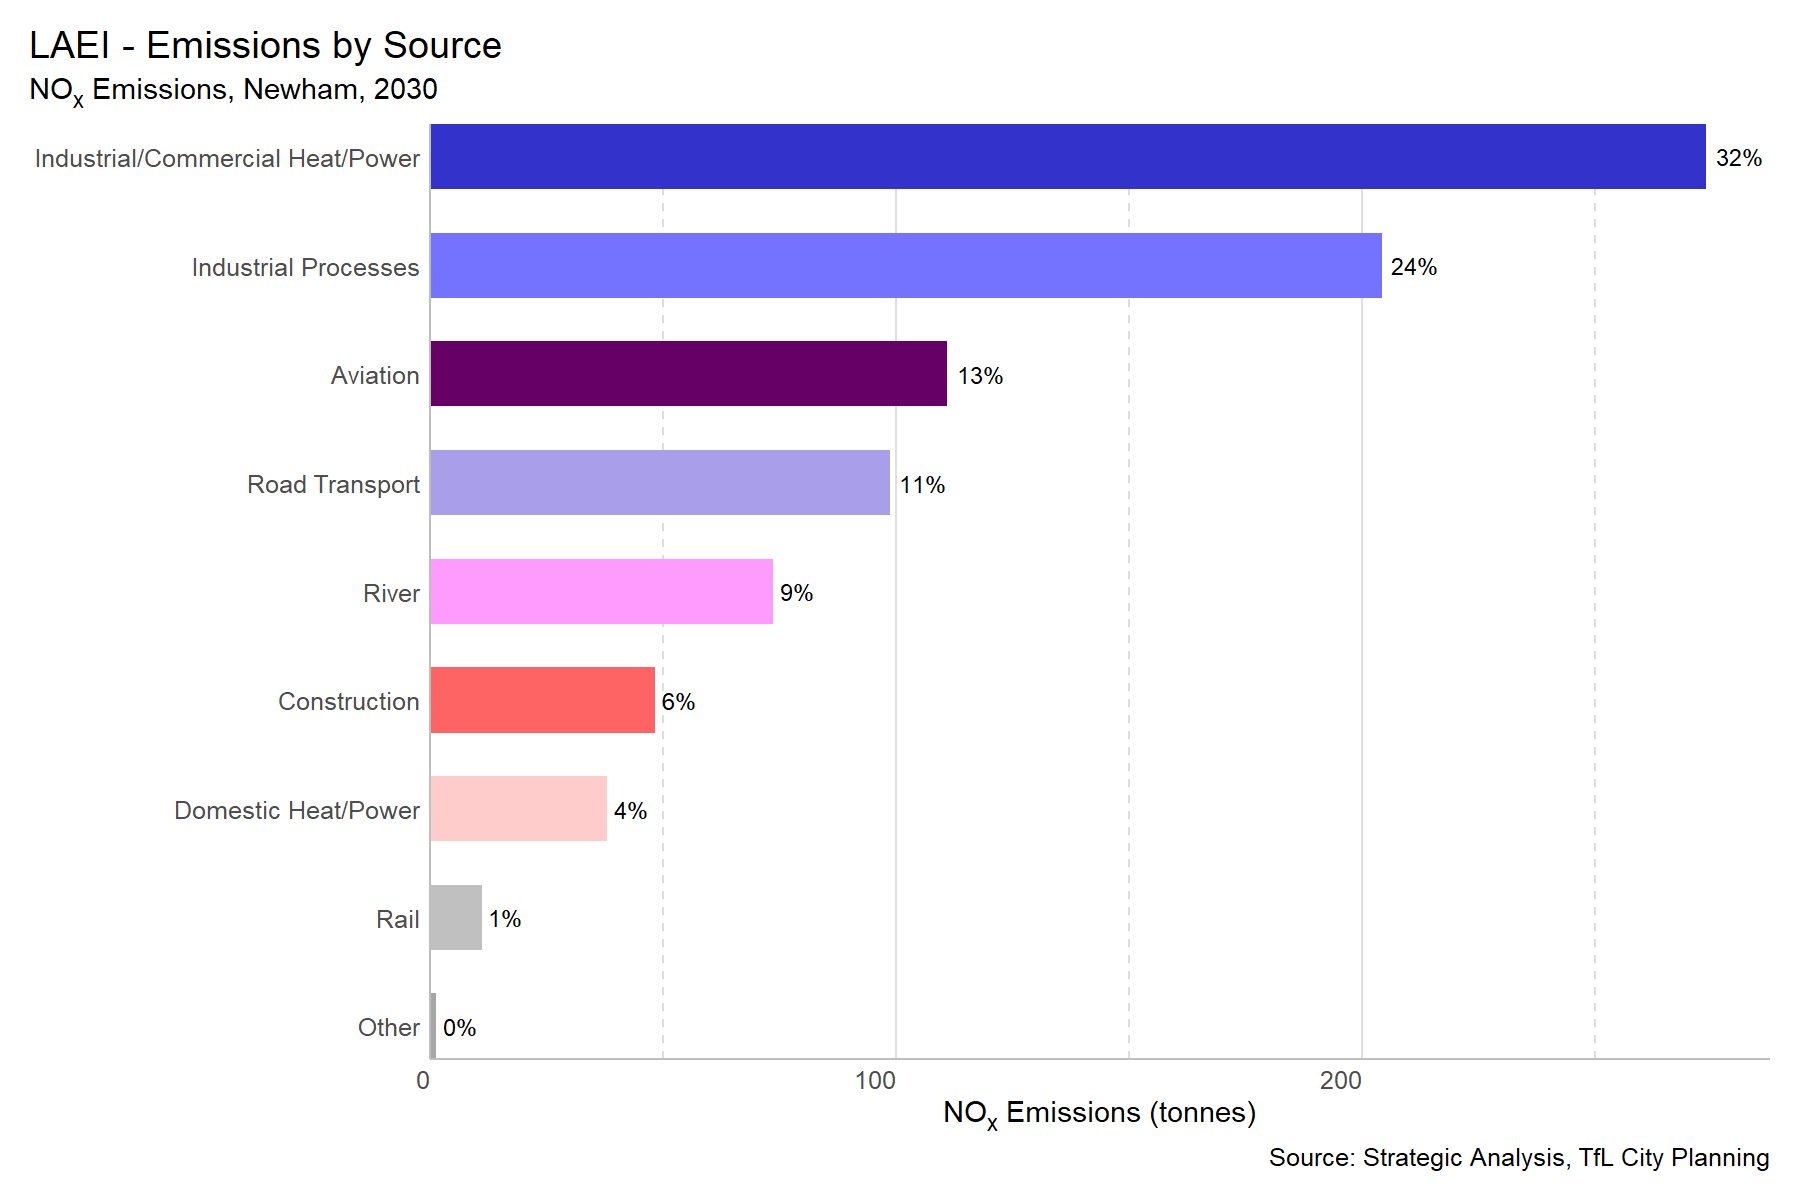 LAEI - Emissions by Source
NOx Emissions, Newham, 2030
Industrial/Commercial Heat/Power 32%
Industrial Processes 24%
Aviation 13%
Road Transport 11%
River 9%
Construction 6%
Domestic Heat/Power 4%
Rail 1%
Other 0%
0 100 200
NOx Emissions (tonnes)
Source: Strategic Analysis, TfL City Planning